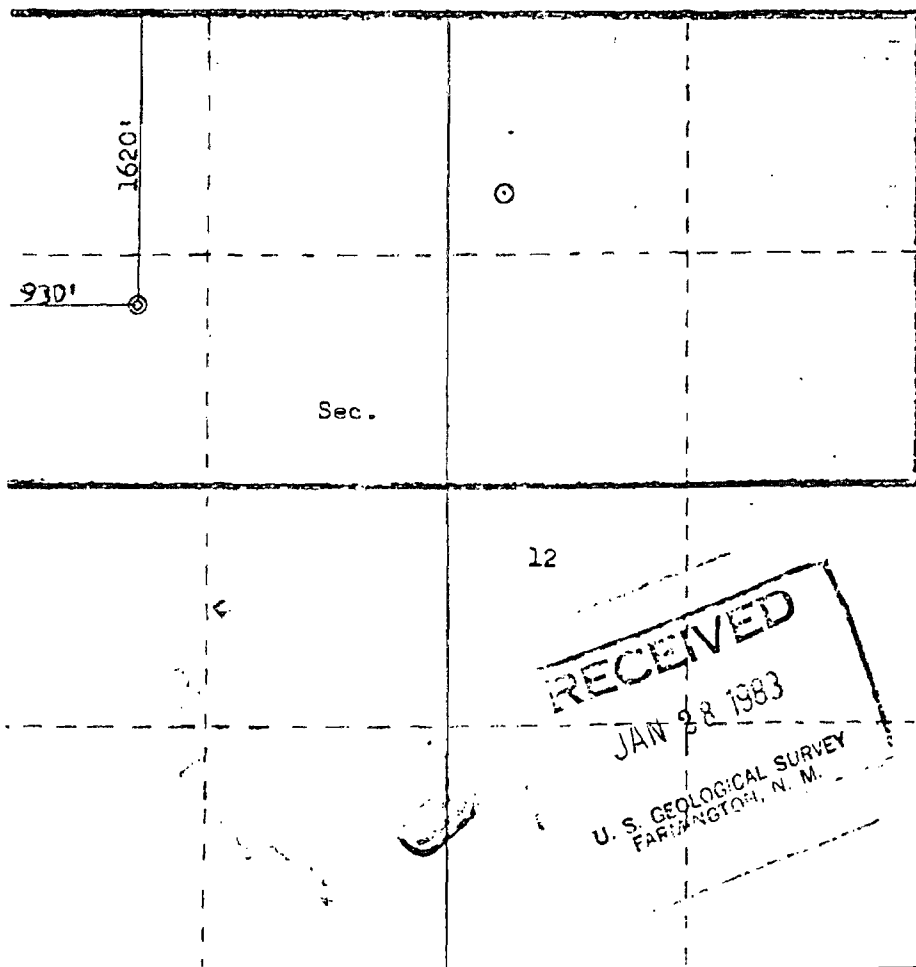 1620'
930'
Sec.
12
RECEIVED
JAN 28 1983
U. S. GEOLOGICAL SURVEY
FARMINGTON, N. M.